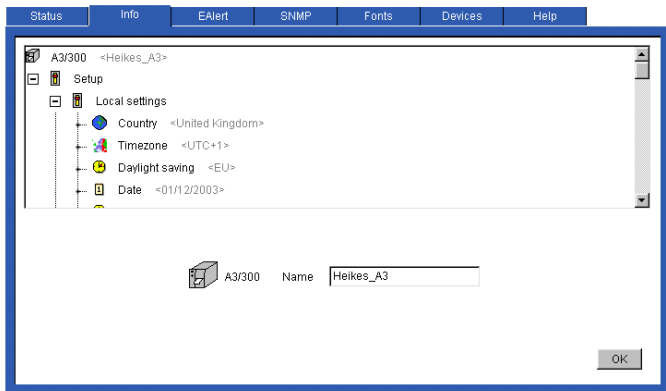 Status Info EAlert SNMP Fonts Devices Help
A3/300 <Heikes_A3>
Setup
Local settings
Country <United Kingdom>
Timezone <UTC+1>
Daylight saving <EU>
1 Date <01/12/2003>
A3/300 Name Heikes_A3
OK